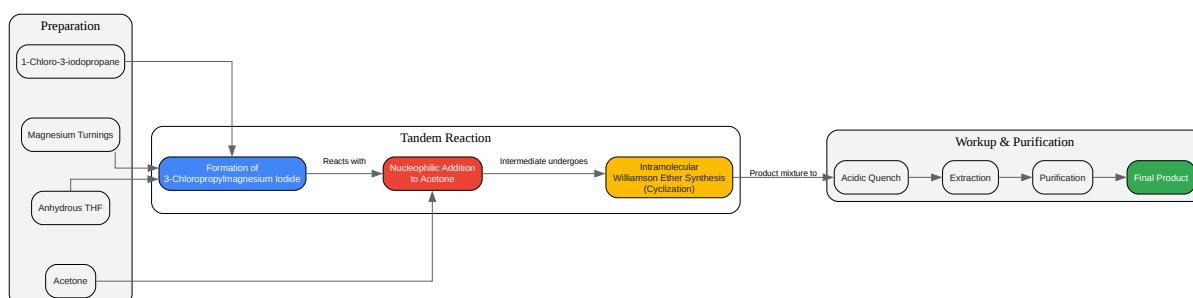 Preparation
1-Chloro-3-iodopropane
Magnesium Turnings
Anhydrous THF
Acetone
Tandem Reaction
Formation of
3-Chloropropylmagnesium Iodide
Reacts with
Nucleophilic Addition
to Acetone
Intermediate undergoes
Intramolecular
Williamson Ether Synthesis
(Cyclization)
Product mixture to
Workup & Purification
Acidic Quench
Extraction
Purification
Final Product